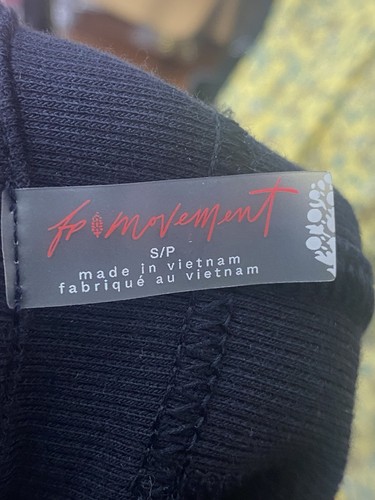 fp movement
S/P
made in vietnam
fabriqué au vietnam